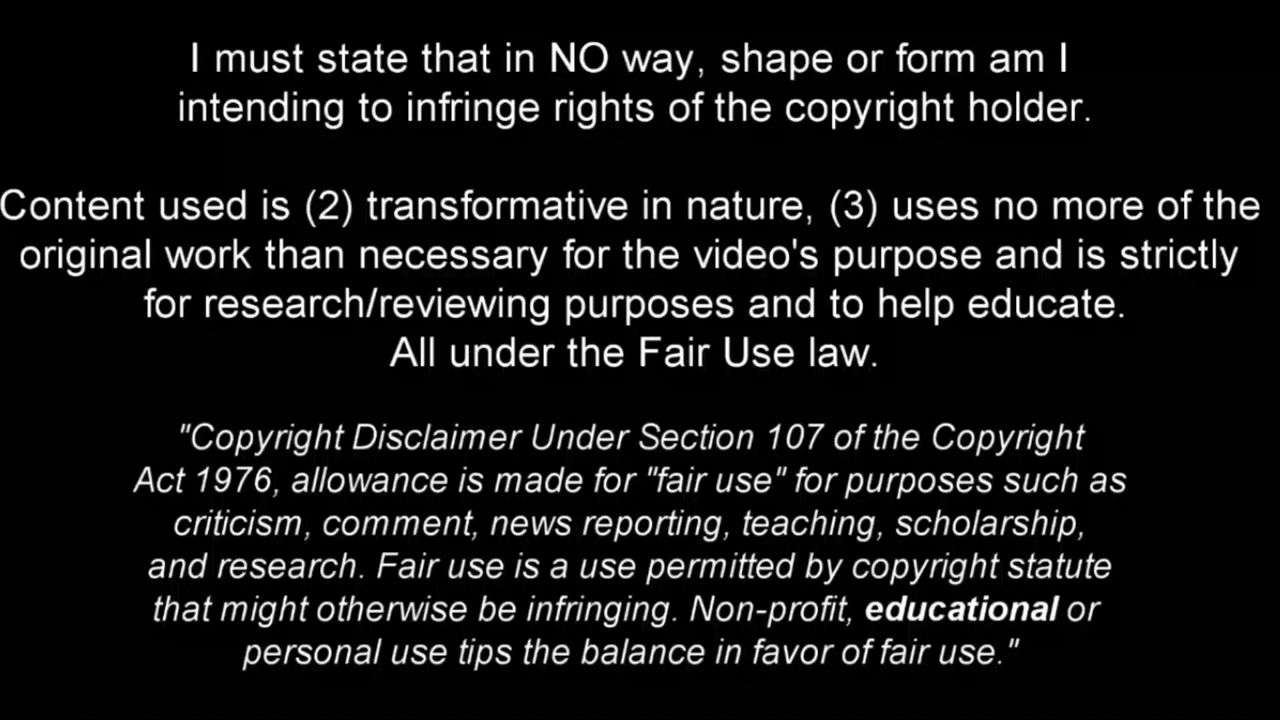 I must state that in NO way, shape or form am I
intending to infringe rights of the copyright holder.
Content used is (2) transformative in nature, (3) uses no more of the
original work than necessary for the video's purpose and is strictly
for research/reviewing purposes and to help educate.
All under the Fair Use law.
"Copyright Disclaimer Under Section 107 of the Copyright
Act 1976, allowance is made for "fair use" for purposes such as
criticism, comment, news reporting, teaching, scholarship,
and research. Fair use is a use permitted by copyright statute
that might otherwise be infringing. Non-profit, educational or
personal use tips the balance in favor of fair use."